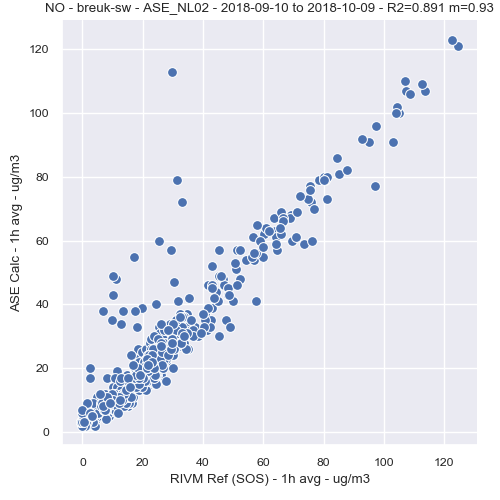 NO - breuk-sw - ASE_NL02 - 2018-09-10 to 2018-10-09 - R2=0.891 m=0.93
120
100
80
60
40
20
0
ASE Calc - 1h avg - ug/m3
0 20 40 60 80 100 120
RIVM Ref (SOS) - 1h avg - ug/m3